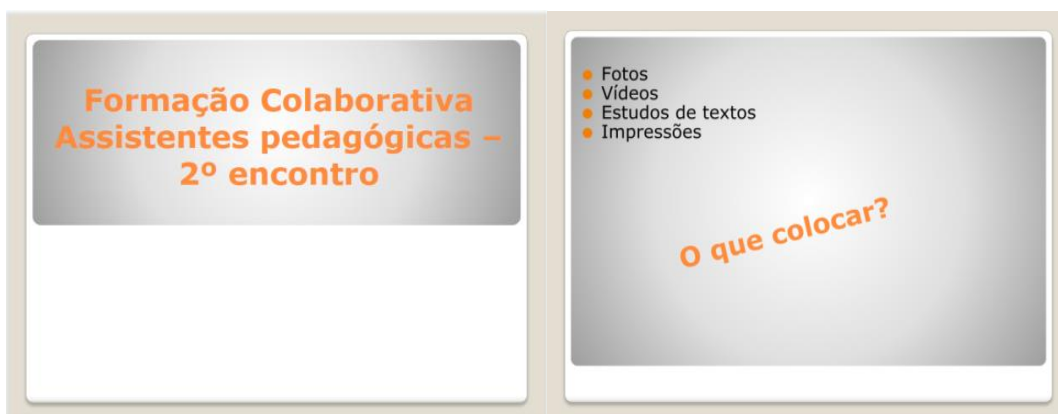 Formação Colaborativa
Assistentes pedagógicas –
2º encontro
Fotos
Vídeos
Estudos de textos
Impressões
O que colocar?